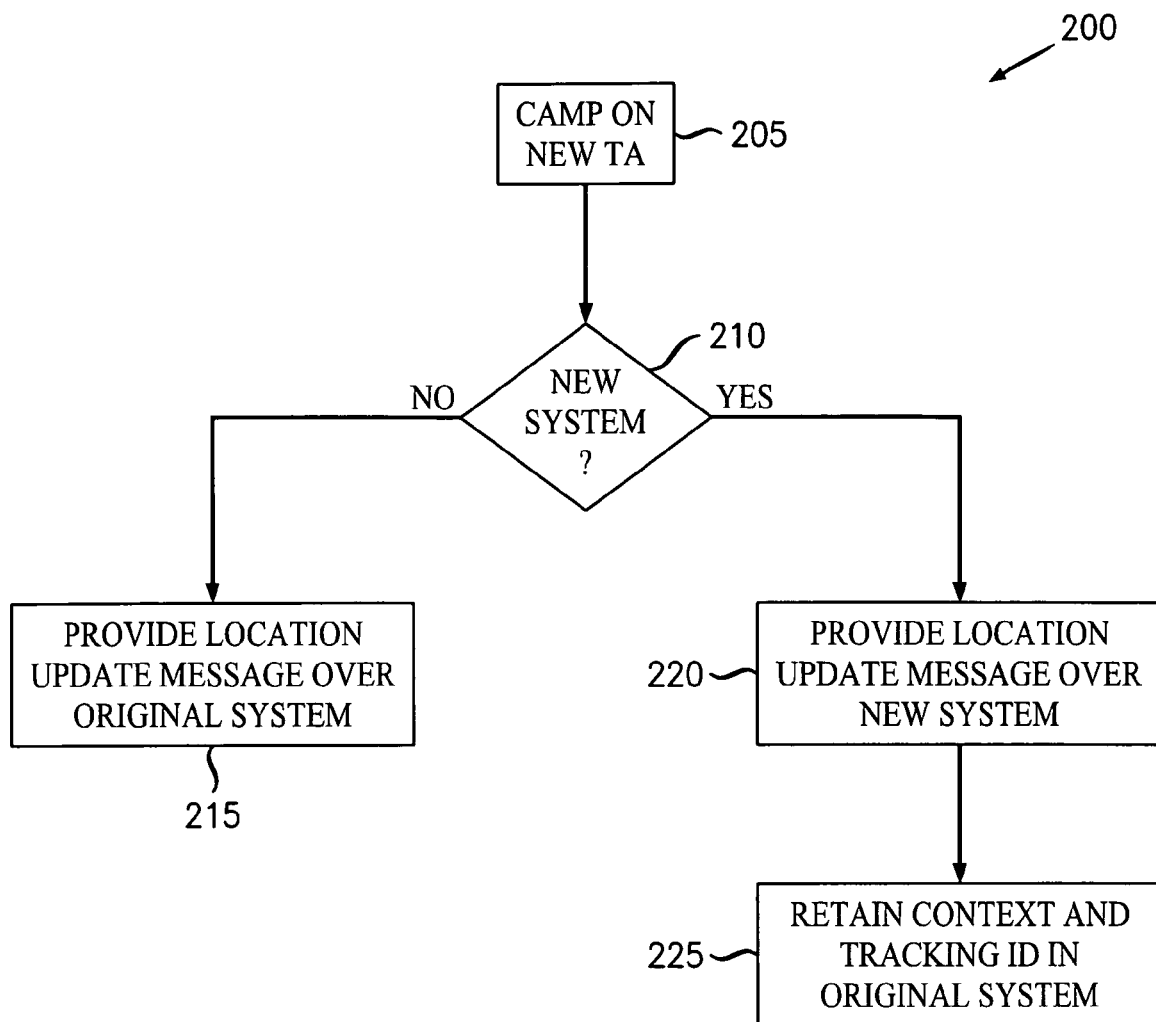 200
CAMP ON
NEW TA
205
210
NEW
SYSTEM
?
NO
YES
PROVIDE LOCATION
UPDATE MESSAGE OVER
ORIGINAL SYSTEM
215
220
PROVIDE LOCATION
UPDATE MESSAGE OVER
NEW SYSTEM
225
RETAIN CONTEXT AND
TRACKING ID IN
ORIGINAL SYSTEM